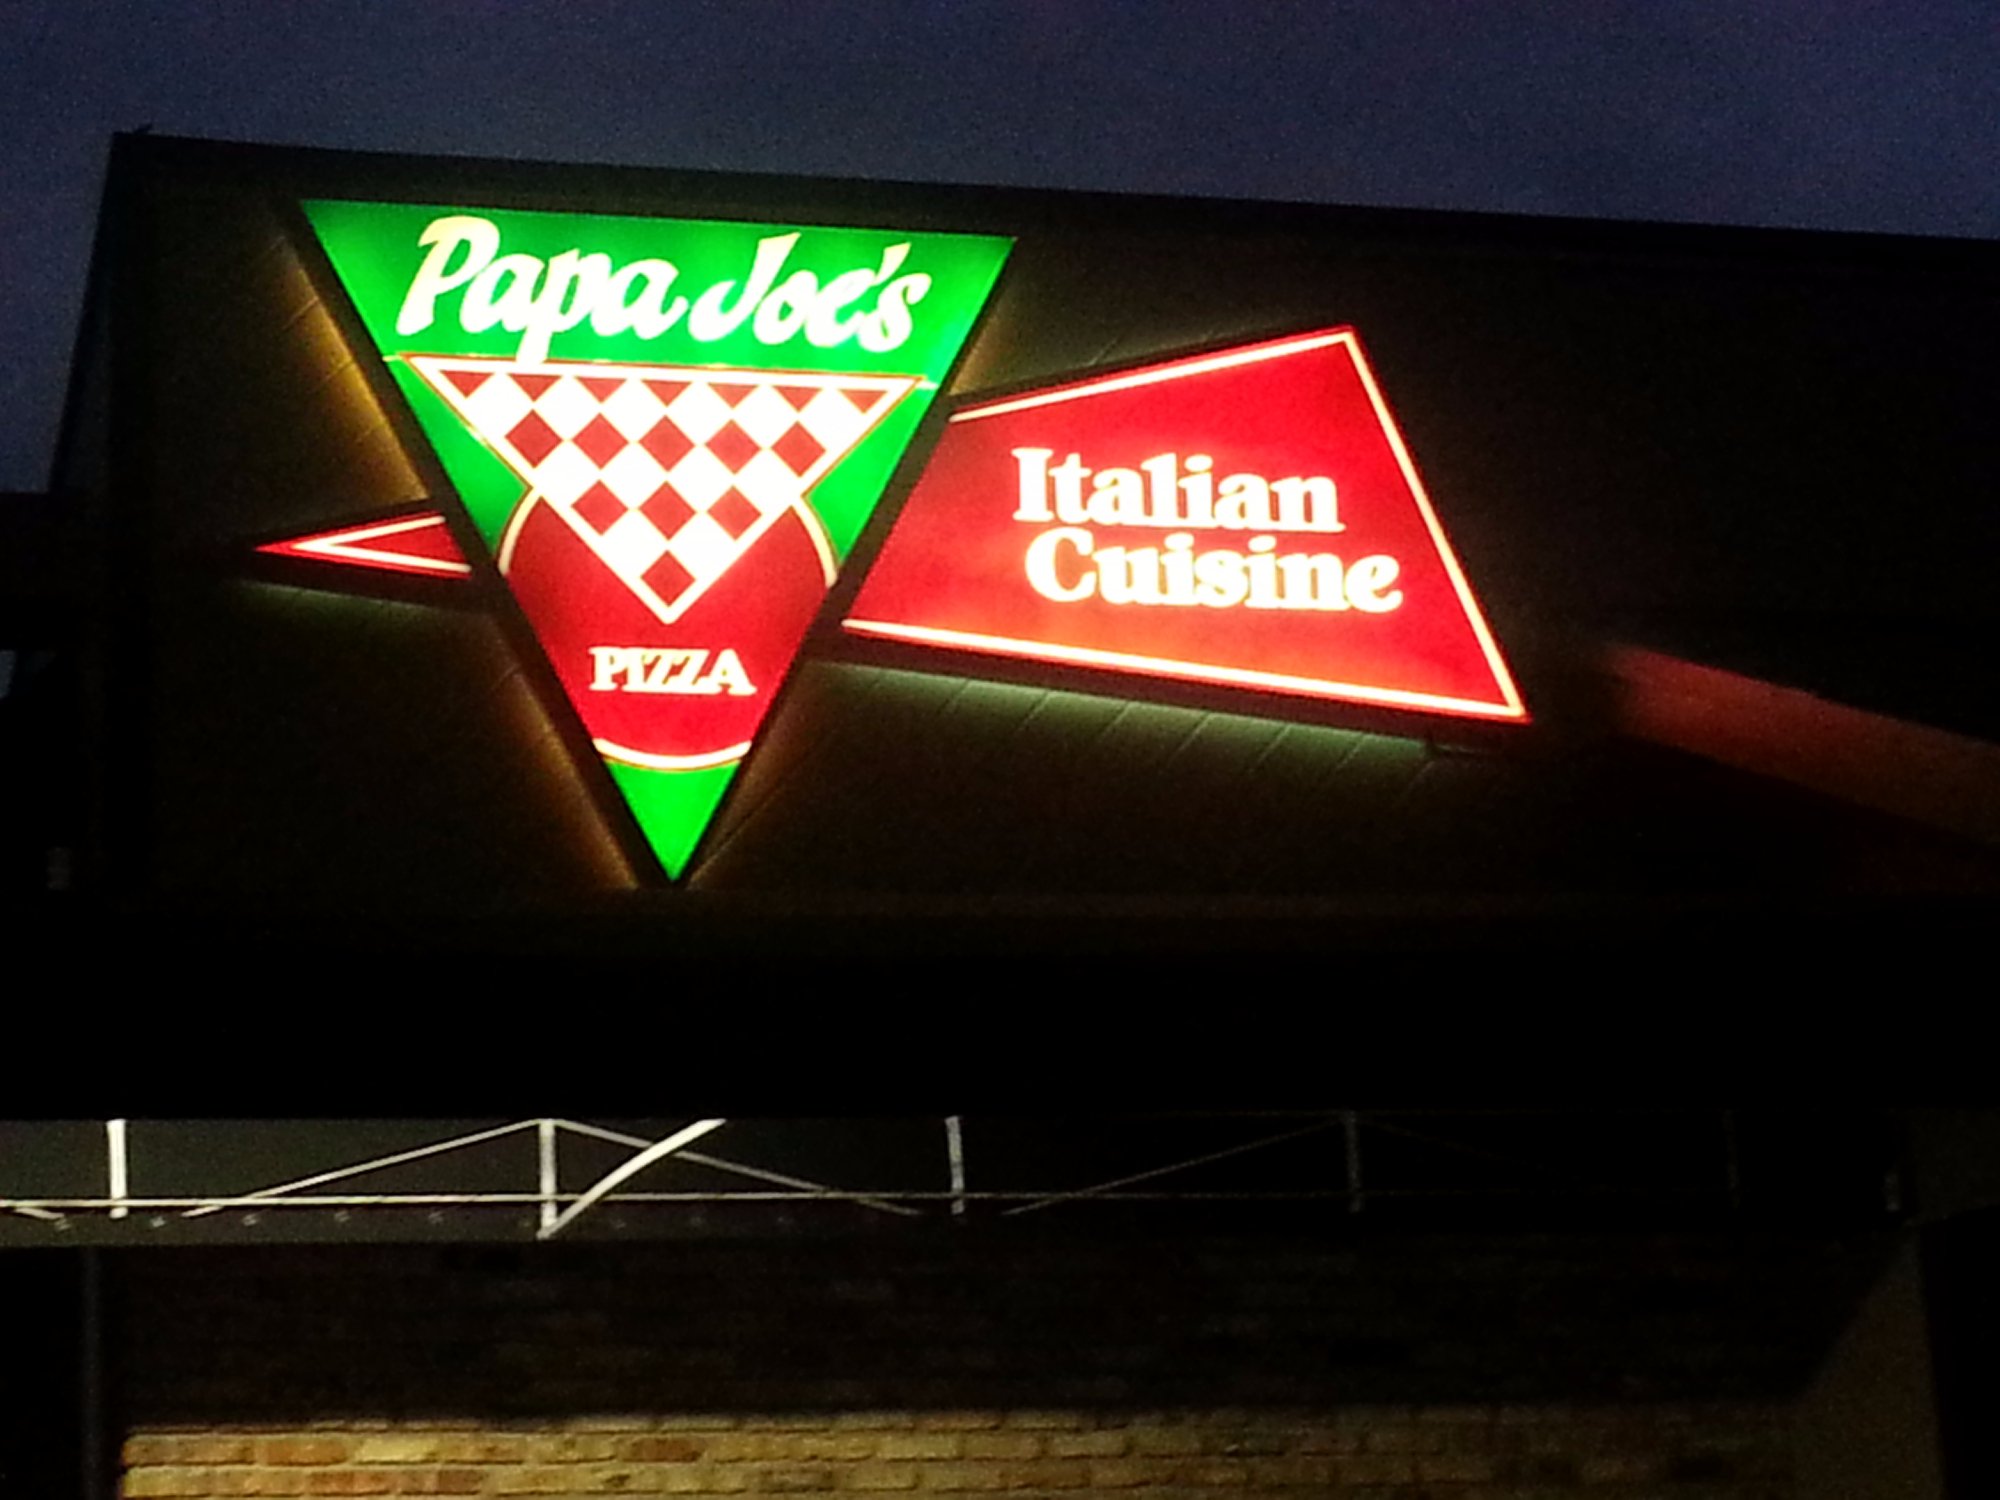 Papa Joe's
PIZZA
Italian
Cuisine